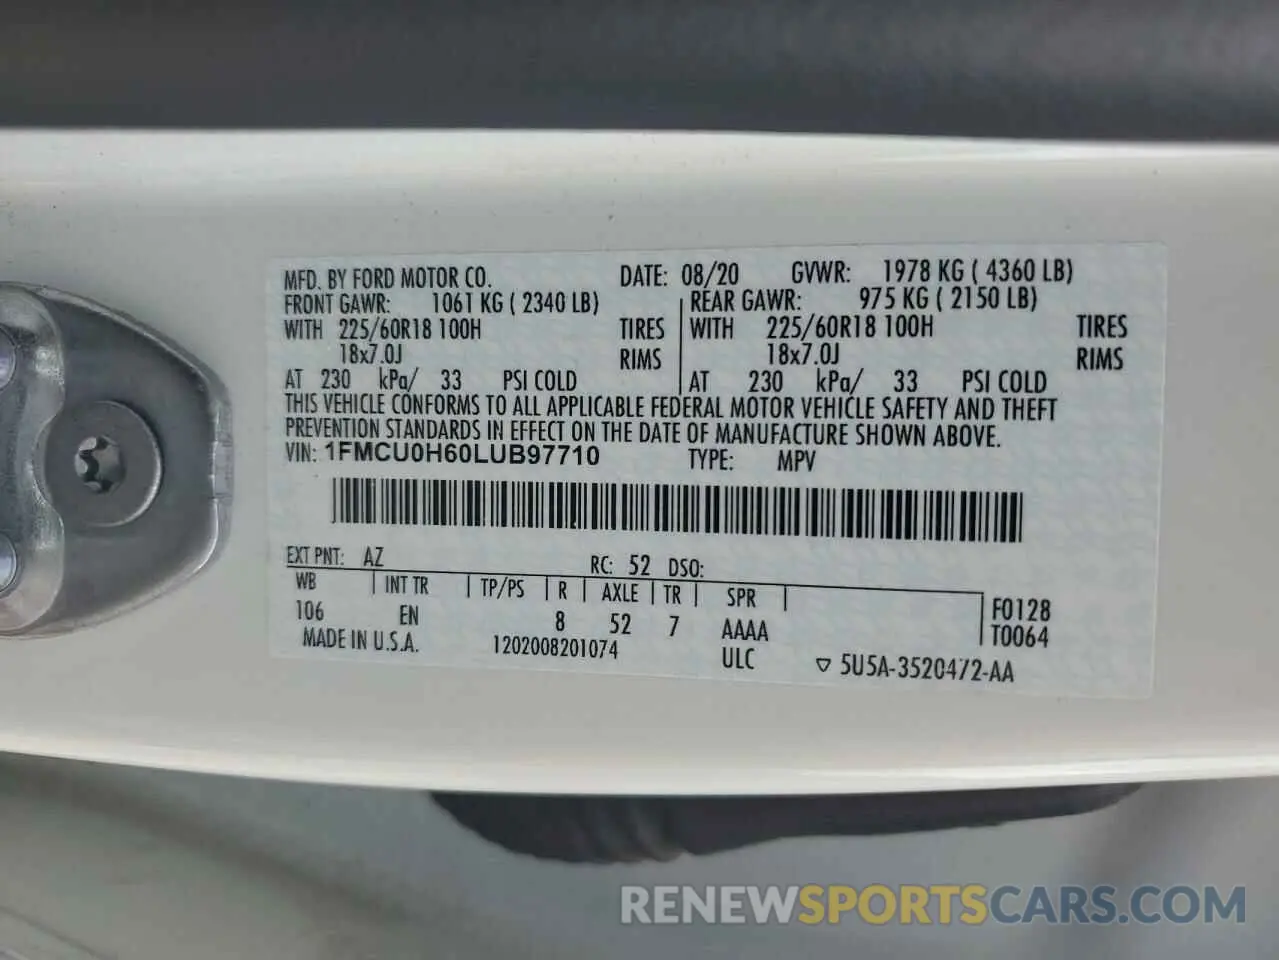 MFD. BY FORD MOTOR CO. DATE: 08/20 GVWR: 1978 KG ( 4360 LB)
FRONT GAWR: 1061 KG ( 2340 LB) REAR GAWR: 975 KG ( 2150 LB)
WITH 225/60R18 100H TIRES WITH 225/60R18 100H TIRES
18x7.0J RIMS 18x7.0J RIMS
AT 230 kPa/ 33 PSI COLD AT 230 kPa/ 33 PSI COLD
THIS VEHICLE CONFORMS TO ALL APPLICABLE FEDERAL MOTOR VEHICLE SAFETY AND THEFT
PREVENTION STANDARDS IN EFFECT ON THE DATE OF MANUFACTURE SHOWN ABOVE.
VIN: 1FMCU0H60LUB97710 TYPE: MPV
EXT PNT: AZ RC: 52 DSO:
WB INT TR TP/PS R AXLE TR SPR F0128
106 EN 8 52 7 AAAA T0064
MADE IN U.S.A. 1202008201074 ULC ▽ 5U5A-3520472-AA
RENEWSPORTSCARS.COM